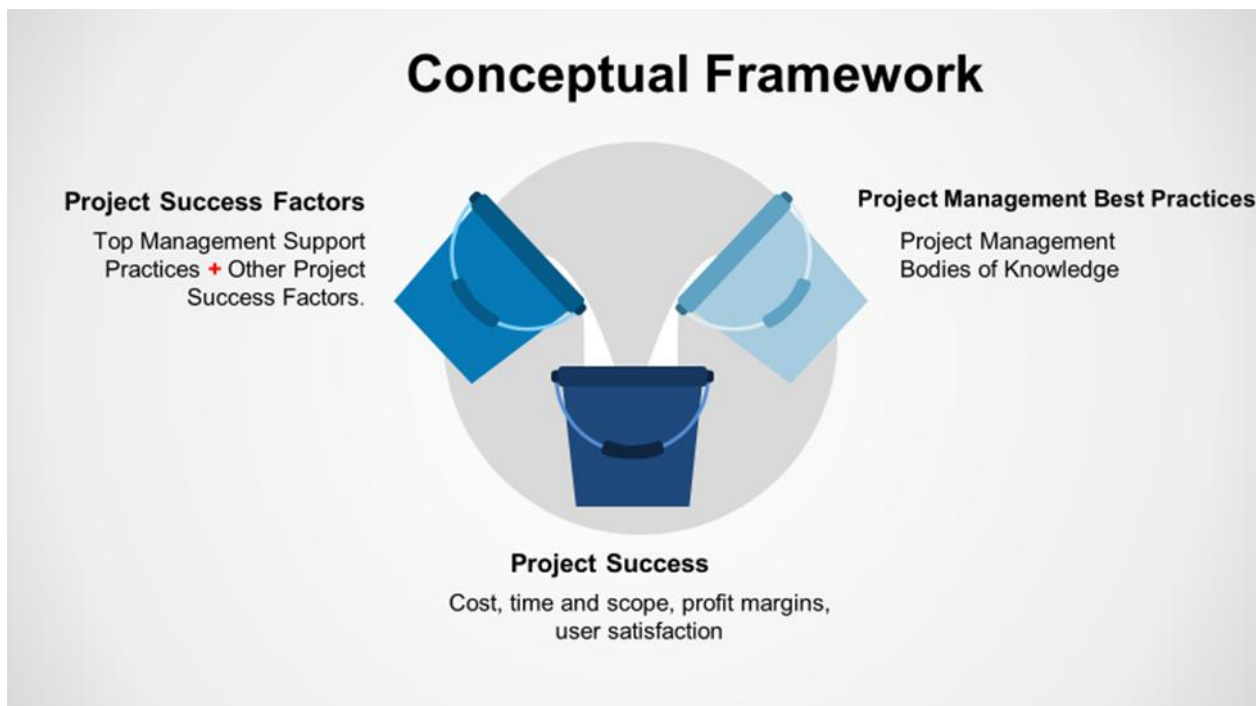 Conceptual Framework
Project Success Factors
Top Management Support
Practices + Other Project
Success Factors.
Project Management Best Practices
Project Management
Bodies of Knowledge
Project Success
Cost, time and scope, profit margins,
user satisfaction